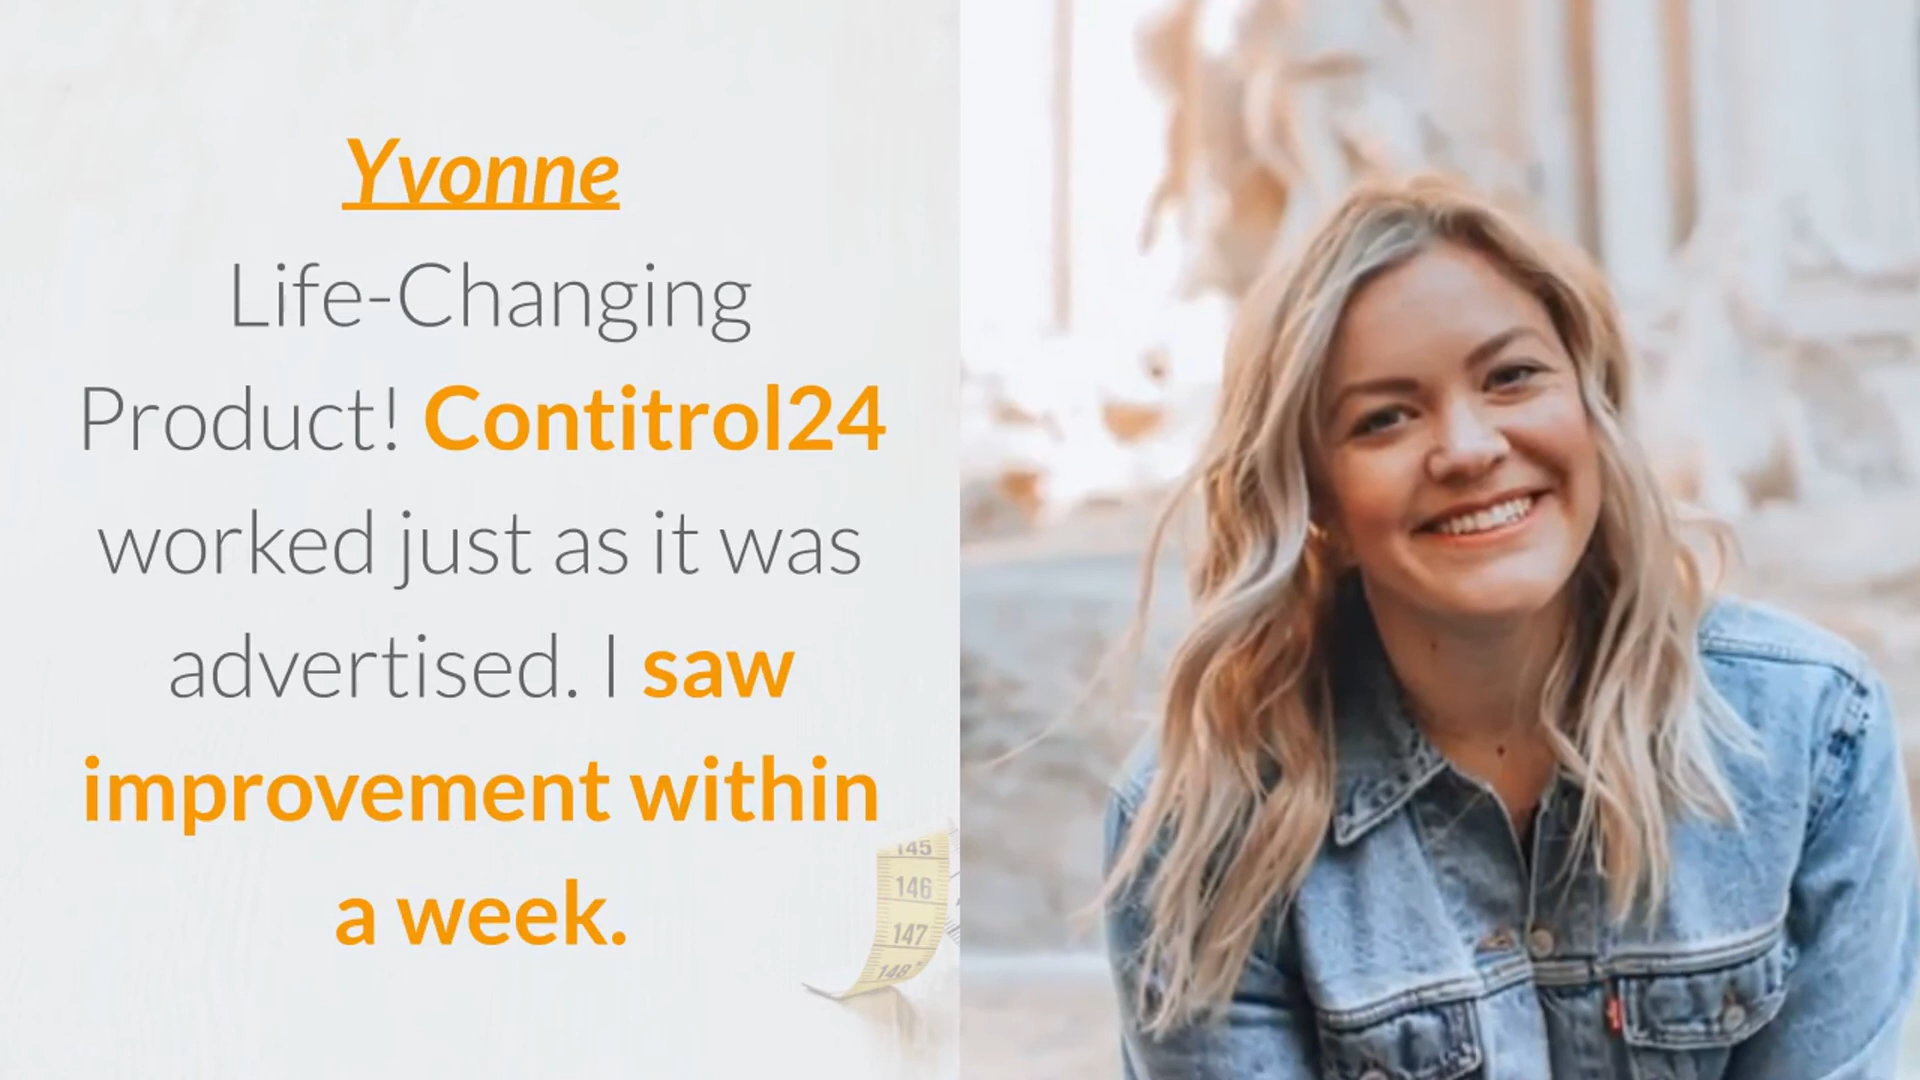 Yvonne
Life-Changing
Product! Contitrol24
worked just as it was
advertised. I saw
improvement within
a week.
145
146
147
148